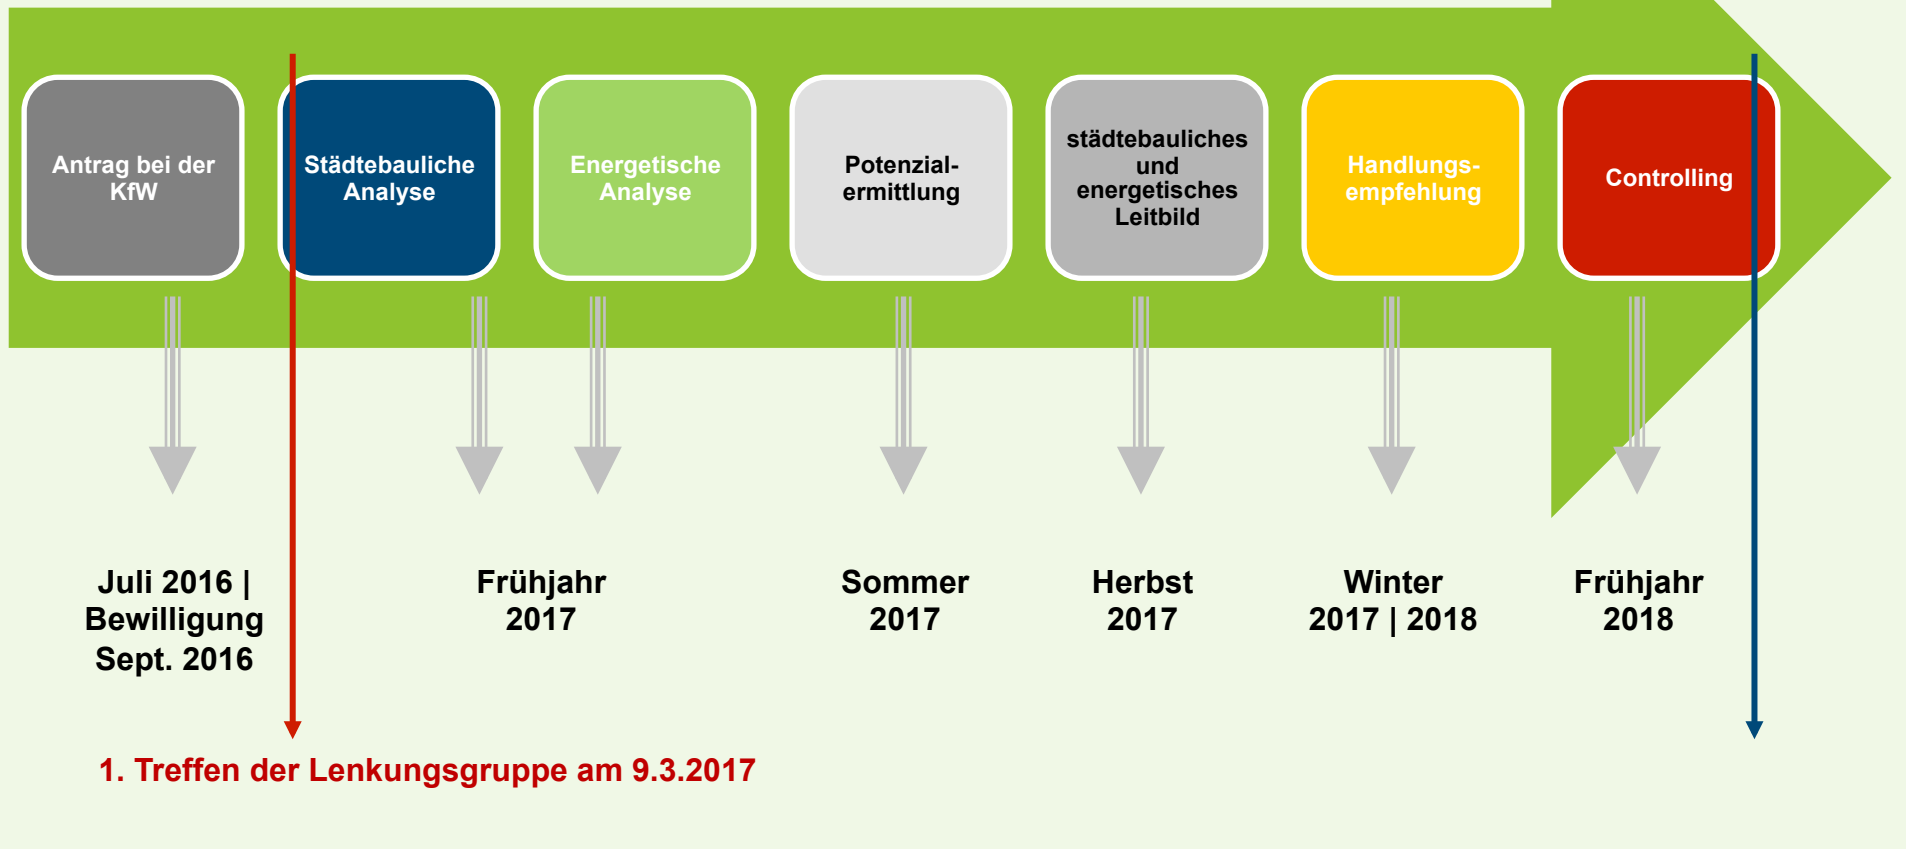 Antrag bei der
KfW
Städtebauliche
Analyse
Energetische
Analyse
Potenzial-
ermittlung
städtebauliches
und
energetisches
Leitbild
Handlungs-
empfehlung
Controlling
Juli 2016 |
Bewilligung
Sept. 2016
Frühjahr
2017
Sommer
2017
Herbst
2017
Winter
2017 | 2018
Frühjahr
2018
1. Treffen der Lenkungsgruppe am 9.3.2017